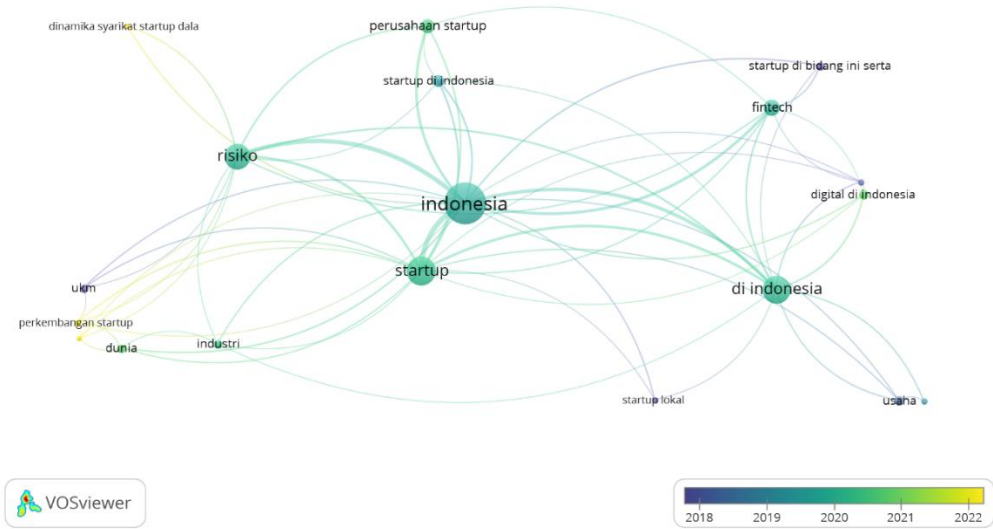 dinamika syarikat startup dala
perusahaan startup
startup di indonesia
startup di bidang ini serta
fintech
risiko
digital di indonesia
indonesia
startup
di indonesia
ukm
perkembangan startup
dunia
industri
startup lokal
usaha
VOSviewer
2018 2019 2020 2021 2022